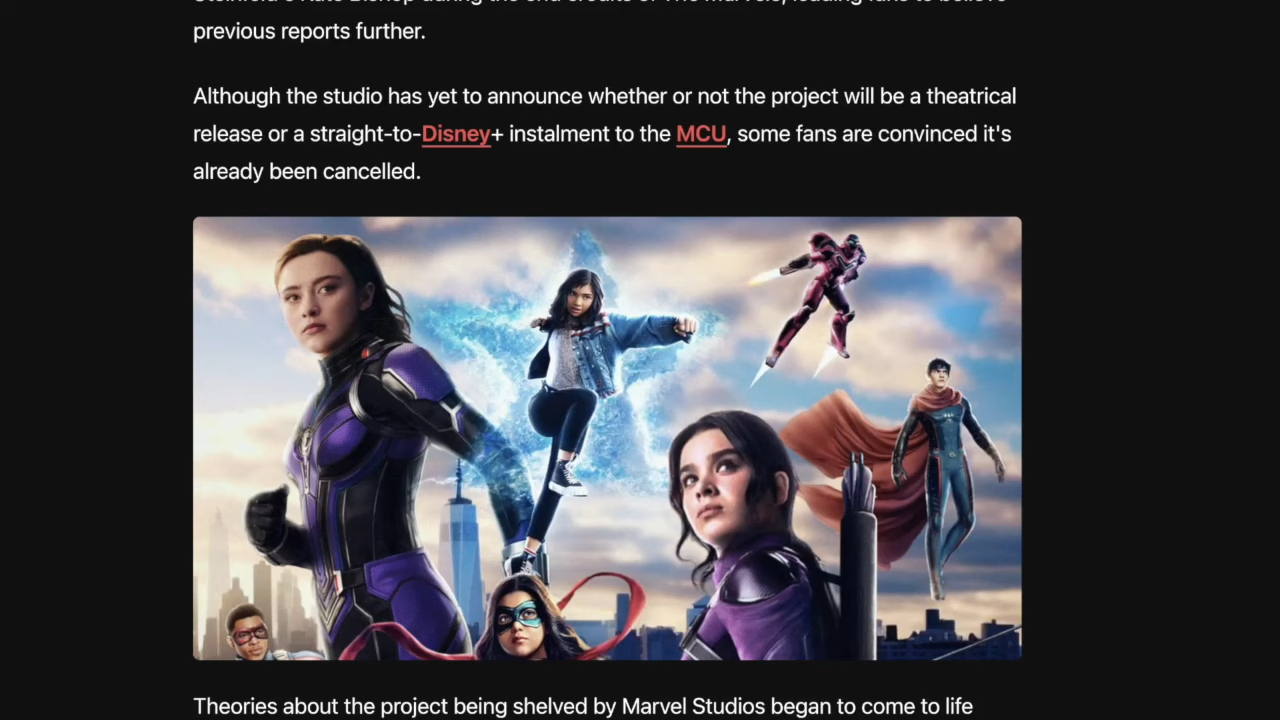 previous reports further.
Although the studio has yet to announce whether or not the project will be a theatrical
release or a straight-to-Disney+ instalment to the MCU, some fans are convinced it's
already been cancelled.
Theories about the project being shelved by Marvel Studios began to come to life